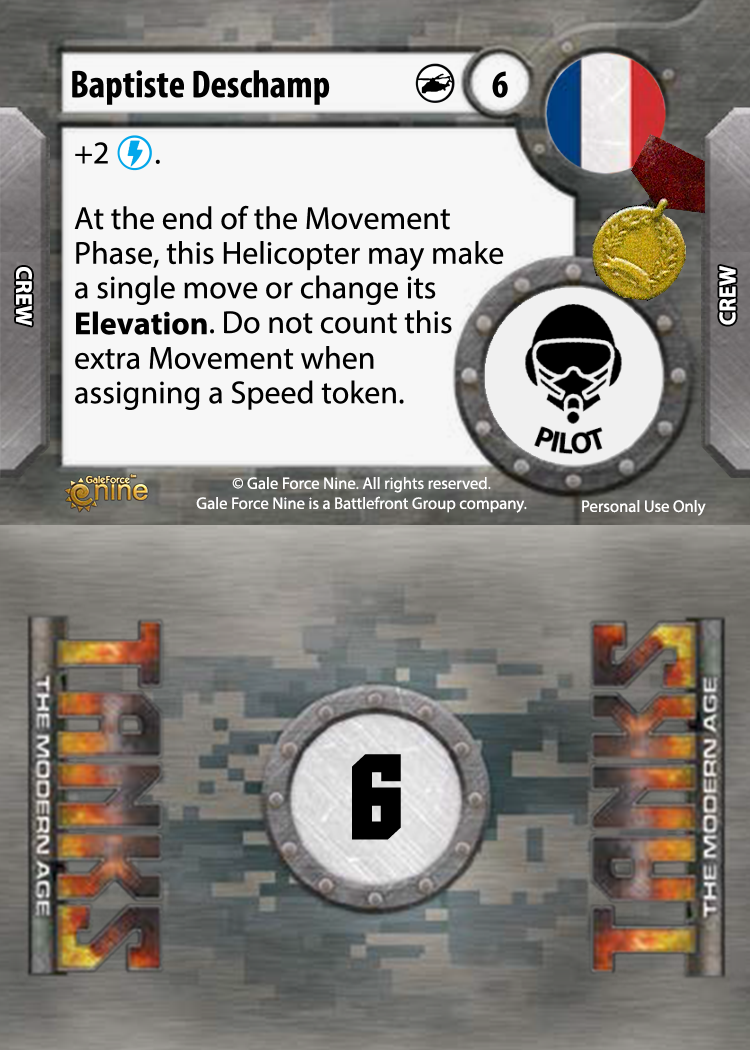 Baptiste Deschamp
6
+2 .
At the end of the Movement
Phase, this Helicopter may make
a single move or change its
Elevation. Do not count this
extra Movement when
assigning a Speed token.
CREW
CREW
PILOT
GaleForce™
nine
© Gale Force Nine. All rights reserved.
Gale Force Nine is a Battlefront Group company.
Personal Use Only
TANKS
THE MODERN AGE
6
TANKS
THE MODERN AGE